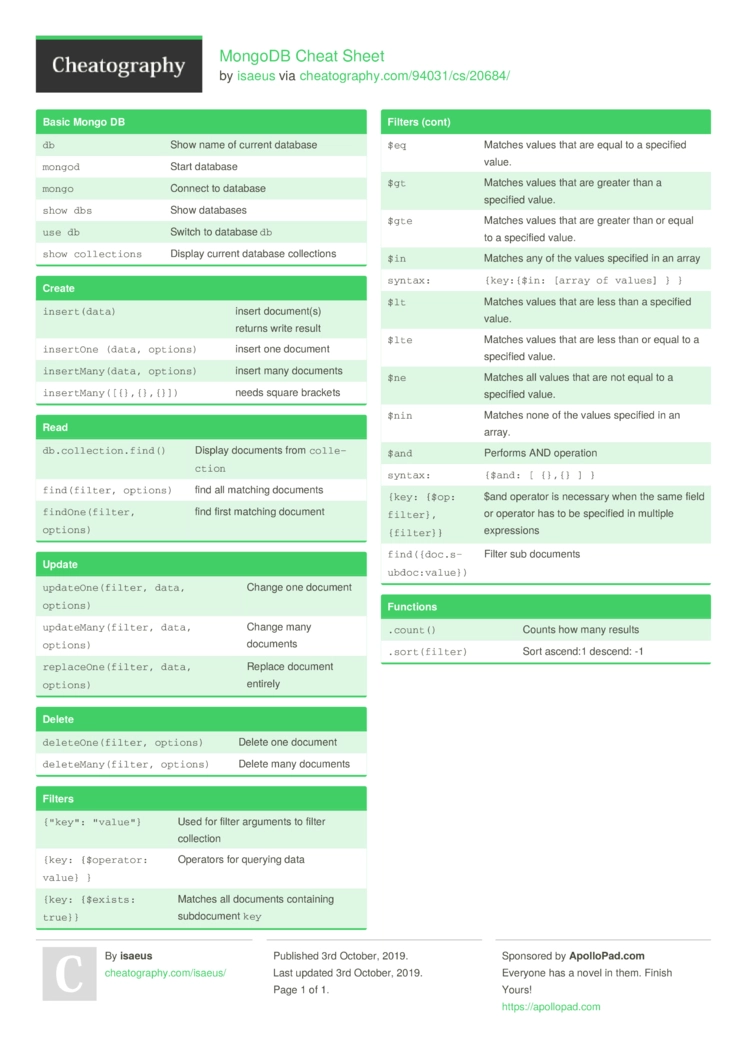 Cheatography
MongoDB Cheat Sheet
by isaeus via cheatography.com/94031/cs/20684/
Basic Mongo DB
db Show name of current database
mongod Start database
mongo Connect to database
show dbs Show databases
use db Switch to database db
show collections Display current database collections
Create
insert(data) insert document(s)
returns write result
insertOne (data, options) insert one document
insertMany(data, options) insert many documents
insertMany([{},{},{}]) needs square brackets
Read
db.collection.find() Display documents from colle-
ction
find(filter, options) find all matching documents
findOne(filter, find first matching document
options)
Update
updateOne(filter, data, Change one document
options)
updateMany(filter, data, Change many
options) documents
replaceOne(filter, data, Replace document
options) entirely
Delete
deleteOne(filter, options) Delete one document
deleteMany(filter, options) Delete many documents
Filters
{"key": "value"} Used for filter arguments to filter
collection
{key: {$operator: Operators for querying data
value} }
{key: {$exists: Matches all documents containing
true}} subdocument key
Filters (cont)
$eq Matches values that are equal to a specified
value.
$gt Matches values that are greater than a
specified value.
$gte Matches values that are greater than or equal
to a specified value.
$in Matches any of the values specified in an array
syntax: {key:{$in: [array of values] } }
$lt Matches values that are less than a specified
value.
$lte Matches values that are less than or equal to a
specified value.
$ne Matches all values that are not equal to a
specified value.
$nin Matches none of the values specified in an
array.
$and Performs AND operation
syntax: {$and: [ {},{} ] }
{key: {$op: $and operator is necessary when the same field
filter}, or operator has to be specified in multiple
{filter}} expressions
find({doc.s- Filter sub documents
ubdoc:value})
Functions
.count() Counts how many results
.sort(filter) Sort ascend:1 descend: -1
C
By isaeus
cheatography.com/isaeus/
Published 3rd October, 2019.
Last updated 3rd October, 2019.
Page 1 of 1.
Sponsored by ApolloPad.com
Everyone has a novel in them. Finish
Yours!
https://apollopad.com